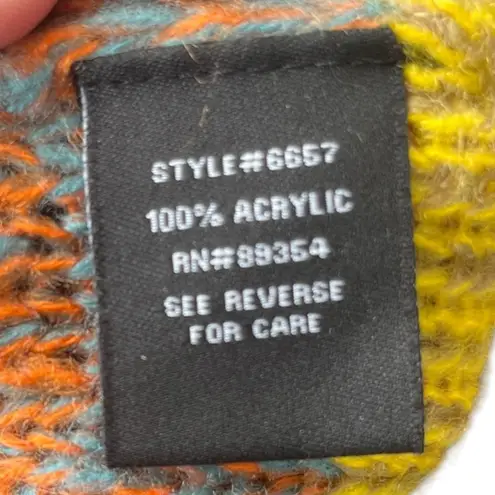 STYLE#6657
100% ACRYLIC
RN#89354
SEE REVERSE
FOR CARE